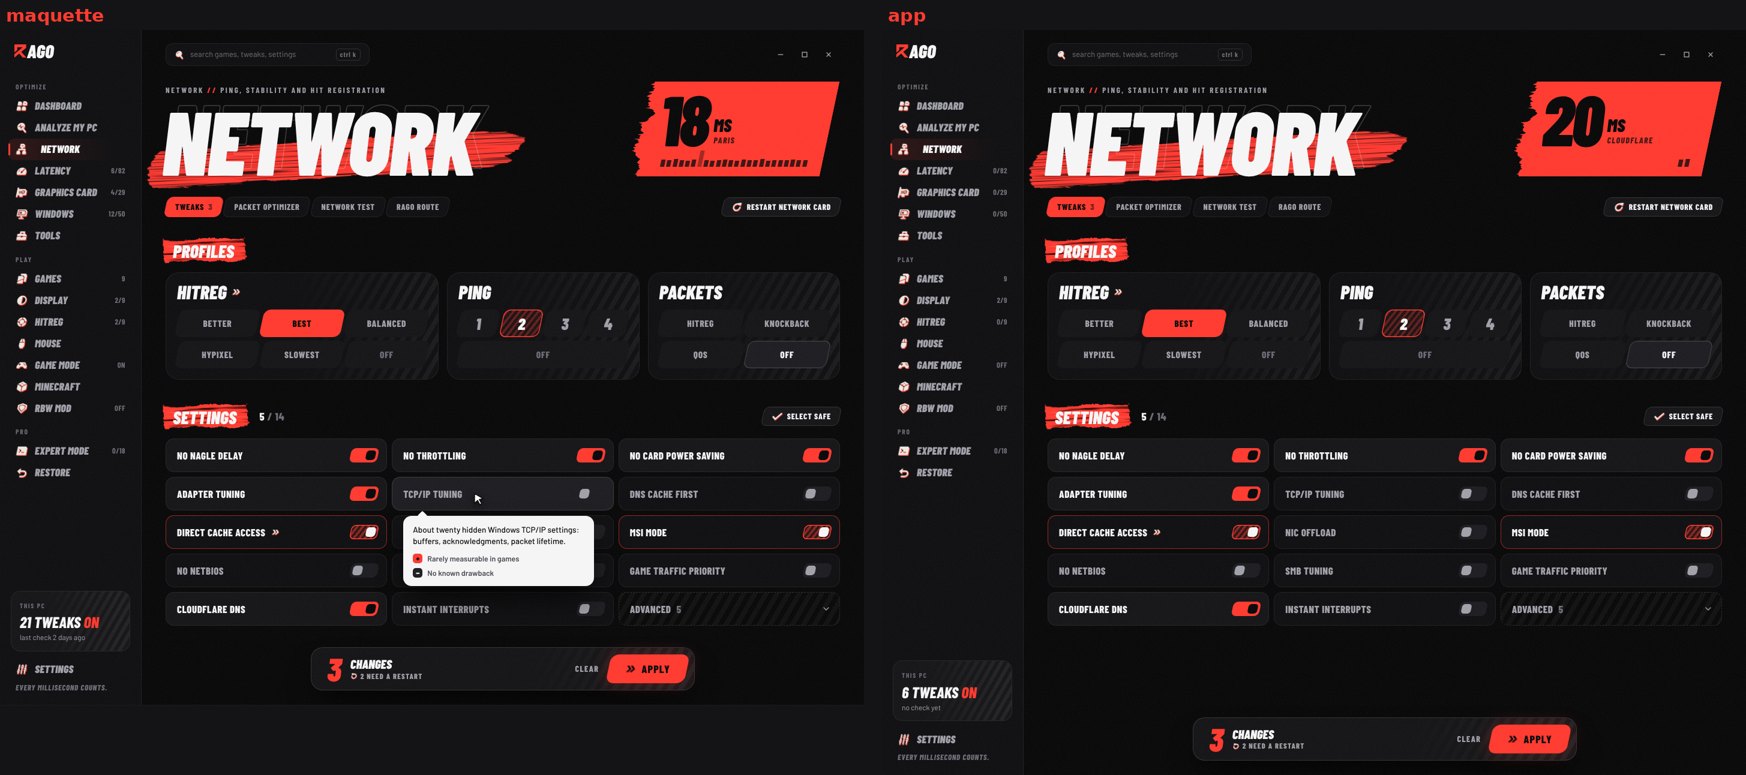 maquette
AGO
search games, tweaks, settings
ctrl k
OPTIMIZE
DASHBOARD
ANALYZE MY PC
NETWORK
LATENCY 6/82
GRAPHICS CARD 4/29
WINDOWS 12/50
TOOLS
PLAY
GAMES 9
DISPLAY 2/9
HITREG 2/9
MOUSE
GAME MODE ON
MINECRAFT
RBW MOD OFF
PRO
EXPERT MODE 0/18
RESTORE
THIS PC
21 TWEAKS ON
last check 2 days ago
SETTINGS
EVERY MILLISECOND COUNTS.
NETWORK // PING, STABILITY AND HIT REGISTRATION
NETWORK
18 MS
PARIS
TWEAKS 3
PACKET OPTIMIZER
NETWORK TEST
RAGO ROUTE
RESTART NETWORK CARD
PROFILES
HITREG »
BETTER BEST BALANCED
HYPIXEL SLOWEST OFF
PING
1 2 3 4
OFF
PACKETS
HITREG KNOCKBACK
QOS OFF
SETTINGS 5 / 14
SELECT SAFE
NO NAGLE DELAY
NO THROTTLING
NO CARD POWER SAVING
ADAPTER TUNING
TCP/IP TUNING
DNS CACHE FIRST
DIRECT CACHE ACCESS »
About twenty hidden Windows TCP/IP settings:
buffers, acknowledgments, packet lifetime.
Rarely measurable in games
No known drawback
MSI MODE
NO NETBIOS
GAME TRAFFIC PRIORITY
CLOUDFLARE DNS
INSTANT INTERRUPTS
ADVANCED 5
3 CHANGES
2 NEED A RESTART
CLEAR
» APPLY
app
AGO
search games, tweaks, settings
ctrl k
OPTIMIZE
DASHBOARD
ANALYZE MY PC
NETWORK
LATENCY 0/82
GRAPHICS CARD 0/29
WINDOWS 0/50
TOOLS
PLAY
GAMES 9
DISPLAY 2/9
HITREG 0/9
MOUSE
GAME MODE OFF
MINECRAFT
RBW MOD OFF
PRO
EXPERT MODE 0/18
RESTORE
THIS PC
6 TWEAKS ON
no check yet
SETTINGS
EVERY MILLISECOND COUNTS.
NETWORK // PING, STABILITY AND HIT REGISTRATION
NETWORK
20 MS
CLOUDFLARE
TWEAKS 3
PACKET OPTIMIZER
NETWORK TEST
RAGO ROUTE
RESTART NETWORK CARD
PROFILES
HITREG »
BETTER BEST BALANCED
HYPIXEL SLOWEST OFF
PING
1 2 3 4
OFF
PACKETS
HITREG KNOCKBACK
QOS OFF
SETTINGS 5 / 14
SELECT SAFE
NO NAGLE DELAY
NO THROTTLING
NO CARD POWER SAVING
ADAPTER TUNING
TCP/IP TUNING
DNS CACHE FIRST
DIRECT CACHE ACCESS »
NIC OFFLOAD
MSI MODE
NO NETBIOS
SMB TUNING
GAME TRAFFIC PRIORITY
CLOUDFLARE DNS
INSTANT INTERRUPTS
ADVANCED 5
3 CHANGES
2 NEED A RESTART
CLEAR
» APPLY